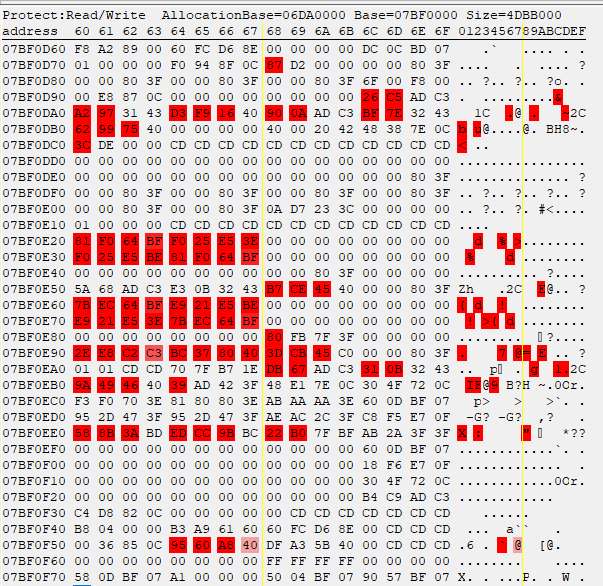 Protect:Read/Write  AllocationBase=06DA0000 Base=07BF0000 Size=4DBB000
address  60 61 62 63 64 65 66 67 68 69 6A 6B 6C 6D 6E 6F 0123456789ABCDEF
07BF0D60 F8 A2 89 00 60 FC D6 8E 00 00 00 00 DC 0C BD 07 ....`... .... ..
07BF0D70 01 00 00 00 F0 94 8F 0C 87 D2 00 00 00 00 80 3F .... . . .... ?
07BF0D80 00 00 80 3F 00 00 80 3F 00 00 80 3F 6F 00 F8 00 .. ?.. ?.. ?o. .
07BF0D90 00 E8 87 0C 00 00 00 00 00 00 00 00 26 C5 AD C3 . ......... &
07BF0DA0 A2 97 31 43 D3 F9 16 40 90 0A AD C3 BF 7E 32 43 1C .@ . ~2C
07BF0DB0 62 99 75 40 00 00 00 00 40 00 20 42 48 38 7E 0C b u@....@. BH8~.
07BF0DC0 3C DE 00 00 CD CD CD CD CD CD CD CD CD CD CD CD < ..
07BF0DD0 00 00 00 00 00 00 00 00 00 00 00 00 00 00 00 00 ................
07BF0DE0 00 00 00 00 00 00 00 00 00 00 00 00 00 00 80 3F .............. ?
07BF0DF0 00 00 80 3F 00 00 80 3F 00 00 80 3F 00 00 80 3F .. ?.. ?.. ?.. ?
07BF0E00 00 00 80 3F 00 00 80 3F 0A D7 23 3C 00 00 00 00 .. ?.. ?. #<....
07BF0E10 01 00 00 00 CD CD CD CD CD CD CD CD CD CD CD CD ....
07BF0E20 81 F0 64 BF F0 25 E5 3E 00 00 00 00 00 00 00 00 d % >........
07BF0E30 F0 25 E5 BE 81 F0 64 BF 00 00 00 00 00 00 00 00 % d ........
07BF0E40 00 00 00 00 00 00 00 00 00 00 80 3F 00 00 00 00 .......... ?....
07BF0E50 5A 68 AD C3 E3 0B 32 43 B7 CE 45 40 00 00 80 3F Zh .2C E@.. ?
07BF0E60 7B EC 64 BF E9 21 E5 BE 00 00 00 00 00 00 00 00 { d ! ........
07BF0E70 E9 21 E5 3E 7B EC 64 BF 00 00 00 00 00 00 00 00 ! >{ d ........
07BF0E80 00 00 00 00 00 00 00 00 80 FB 7F 3F 00 00 00 00 ........ ?....
07BF0E90 2E E8 C2 C3 BC 37 80 40 3D CB 45 C0 00 00 80 3F . 7 @= E .. ?
07BF0EA0 01 01 CD CD 70 7F B7 1E DB 67 AD C3 31 0B 32 43 .. p . g 1.2C
07BF0EB0 9A 49 46 40 39 AD 42 3F 48 E1 7E 0C 30 4F 72 0C IF@9 B?H ~.0Or.
07BF0EC0 F3 F0 70 3E 81 80 80 3E AB AA AA 3E 60 0D BF 07 p> > >`. .
07BF0ED0 95 2D 47 3F 95 2D 47 3F AE AC 2C 3F C8 F5 E7 0F -G? -G? ,? .
07BF0EE0 58 8B 3A BD ED CC 9B BC 22 B0 7F BF AB 2A 3F 3F X : " *??
07BF0EF0 00 00 00 00 00 00 00 00 00 00 00 00 60 0D BF 07 ............`. .
07BF0F00 00 00 00 00 00 00 00 00 00 00 00 00 18 F6 E7 0F ............. .
07BF0F10 00 00 00 00 00 00 00 00 00 00 00 00 30 4F 72 0C ............0Or.
07BF0F20 00 00 00 00 00 00 00 00 00 00 00 00 B4 C9 AD C3 ............
07BF0F30 C4 D8 82 0C 00 00 00 00 CD CD CD CD CD CD CD CD .....
07BF0F40 B8 04 00 00 B3 A9 61 60 60 FC D6 8E 00 CD CD CD ... a`` .
07BF0F50 00 36 85 0C 95 60 A8 40 DF A3 5B 40 00 CD CD CD .6 . ` @ [@.
07BF0F60 00 00 00 00 00 00 00 00 FF FF FF FF 00 00 00 00 ........ ....
07BF0F70 58 0D BF 07 A1 00 00 00 50 04 BF 07 90 57 BF 07 X. . ...P. . W .